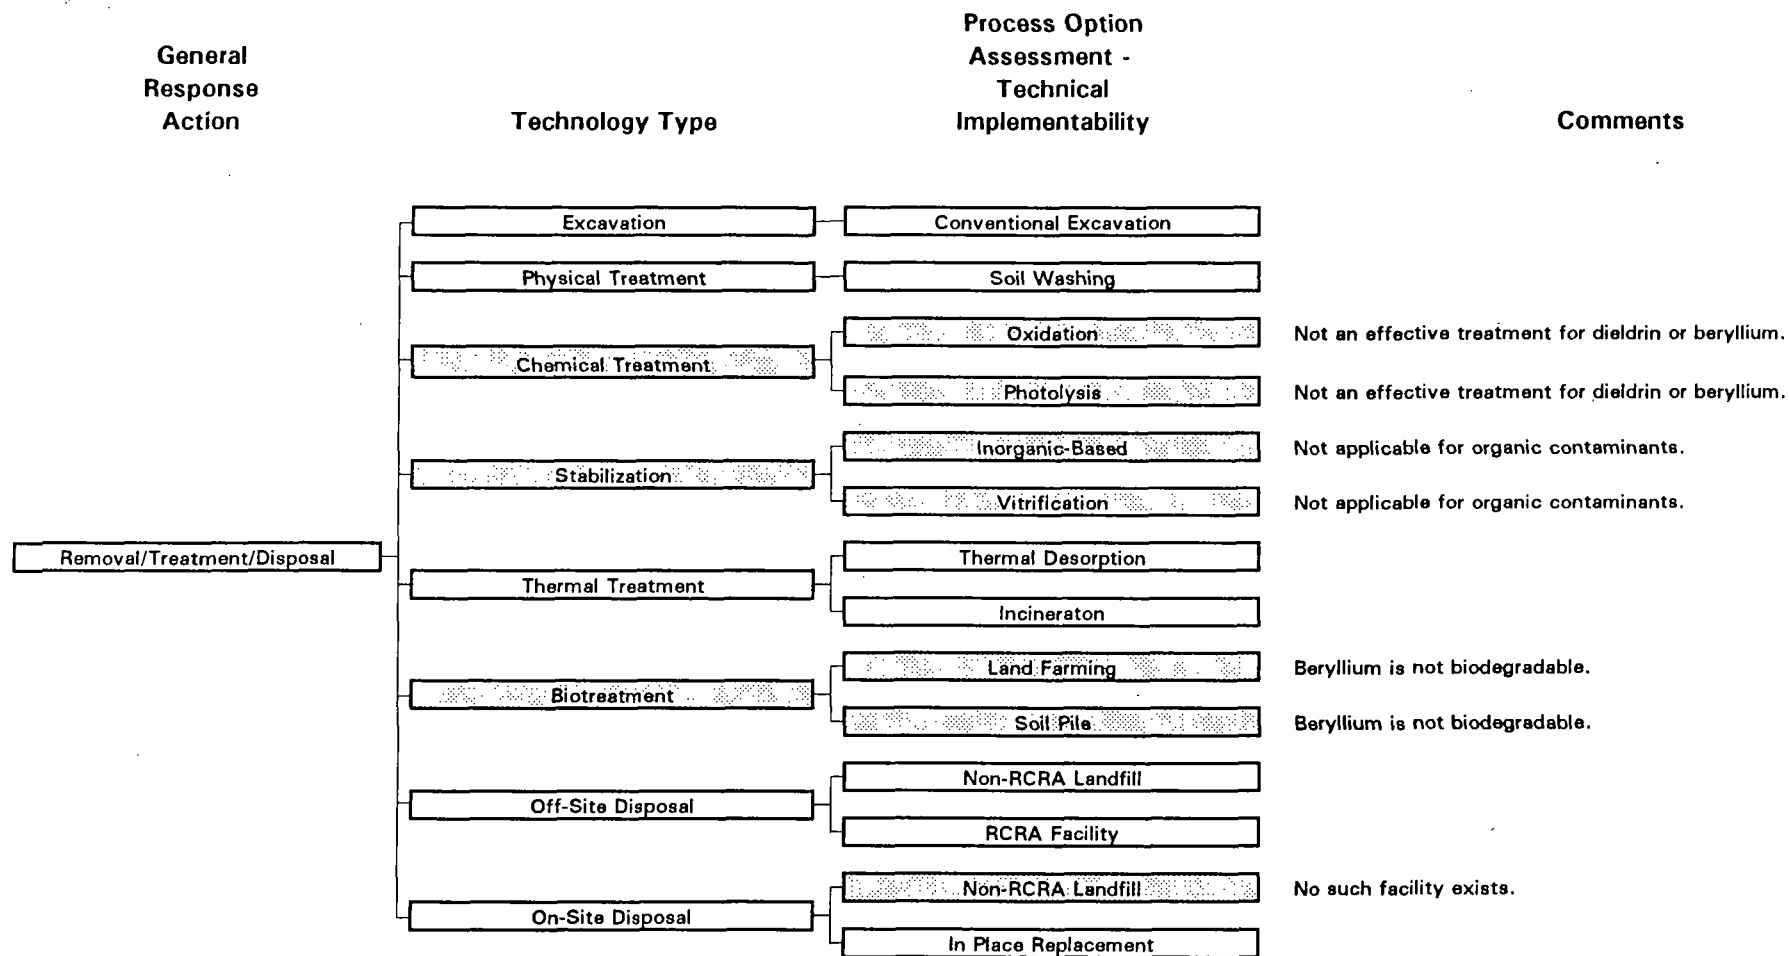 General
Response
Action
Technology Type
Process Option
Assessment -
Technical
Implementability
Comments
Removal/Treatment/Disposal
Excavation
Conventional Excavation
Physical Treatment
Soil Washing
Chemical Treatment
Oxidation
Not an effective treatment for dieldrin or beryllium.
Photolysis
Not an effective treatment for dieldrin or beryllium.
Stabilization
Inorganic-Based
Not applicable for organic contaminants.
Vitrification
Not applicable for organic contaminants.
Thermal Treatment
Thermal Desorption
Incineraton
Biotreatment
Land Farming
Beryllium is not biodegradable.
Soil Pile
Beryllium is not biodegradable.
Off-Site Disposal
Non-RCRA Landfill
RCRA Facility
On-Site Disposal
Non-RCRA Landfill
No such facility exists.
In Place Replacement